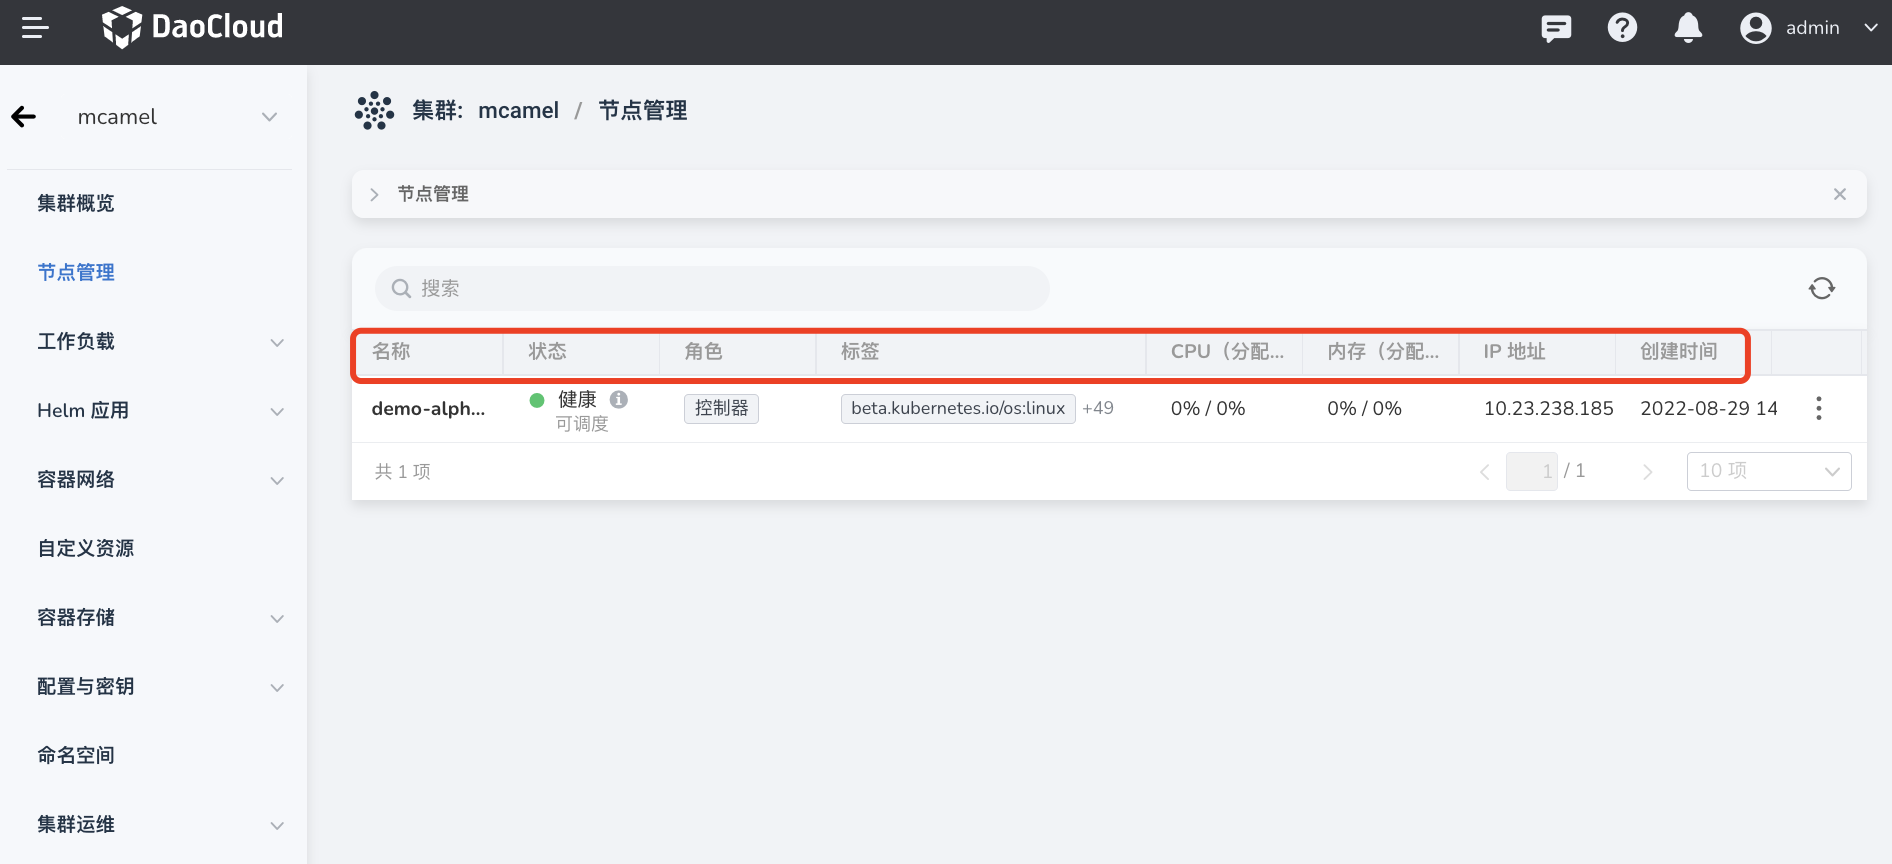 DaoCloud
admin
mcamel
集群概览
节点管理
工作负载
Helm 应用
容器网络
自定义资源
容器存储
配置与密钥
命名空间
集群运维
集群: mcamel / 节点管理
节点管理
搜索
名称 状态 角色 标签 CPU（分配... 内存（分配... IP 地址 创建时间
demo-alph... 健康 控制器 beta.kubernetes.io/os:linux +49 0% / 0% 0% / 0% 10.23.238.185 2022-08-29 14
可调度
共 1 项 1 / 1 10 项